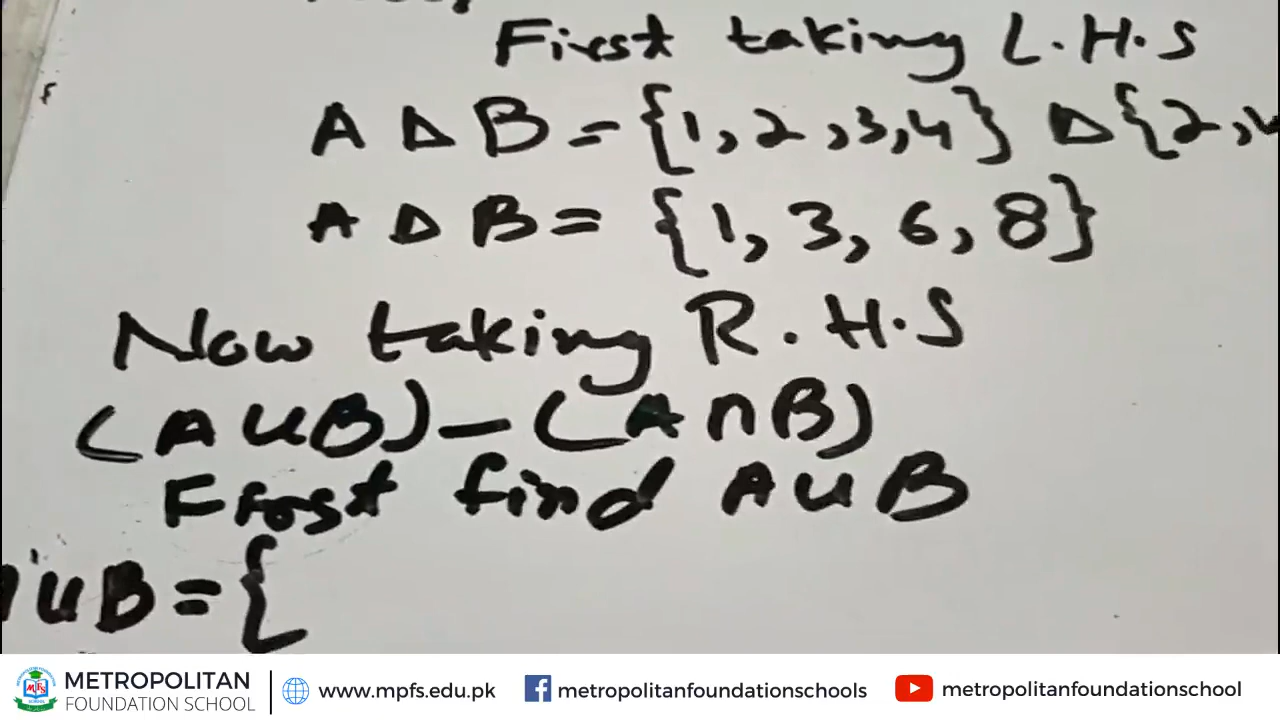 First taking L.H.S
A Δ B = {1, 2, 3, 4} Δ {2, 4
A Δ B = {1, 3, 6, 8}
Now taking R.H.S
(A∪B) – (A∩B)
First find A∪B
A∪B = {
METROPOLITAN
FOUNDATION SCHOOL
www.mpfs.edu.pk
metropolitanfoundationschools
metropolitanfoundationschool